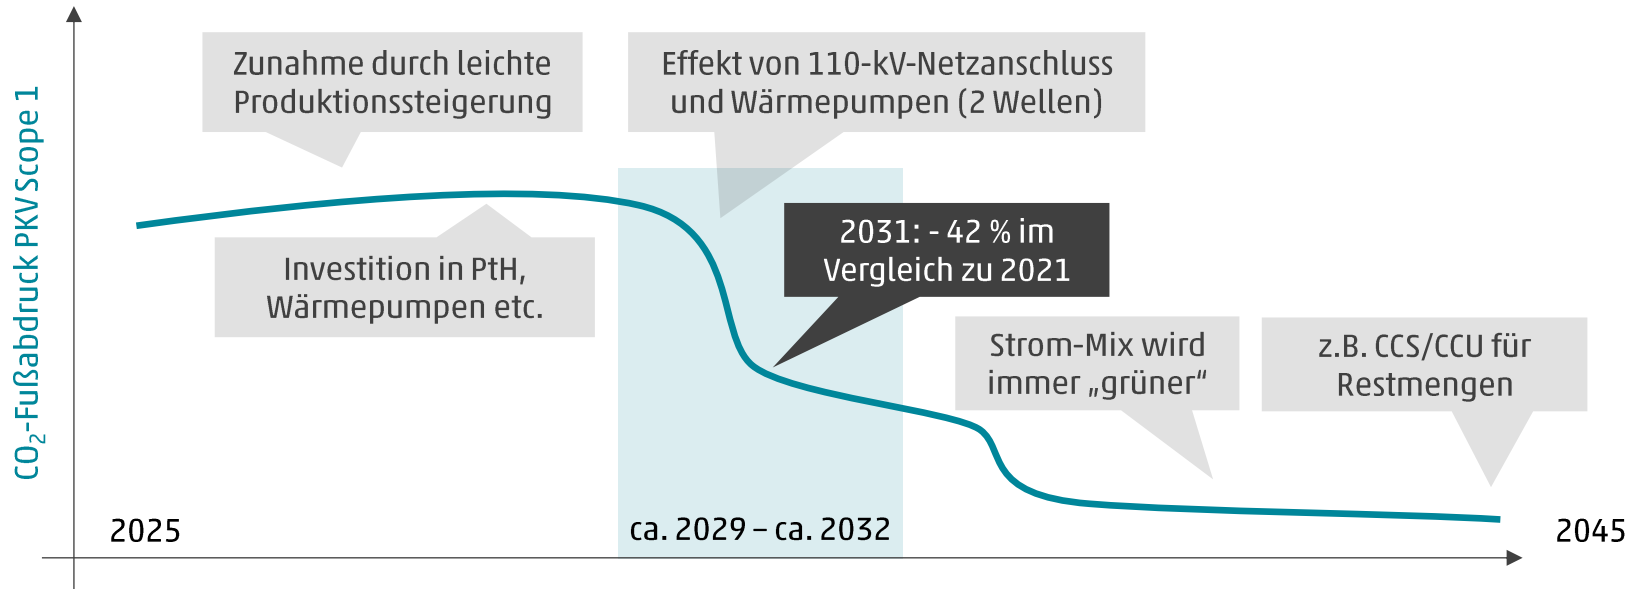 CO₂-Fußabdruck PKV Scope 1
Zunahme durch leichte
Produktionssteigerung
Effekt von 110-kV-Netzanschluss
und Wärmepumpen (2 Wellen)
Investition in PtH,
Wärmepumpen etc.
2031: - 42 % im
Vergleich zu 2021
Strom-Mix wird
immer „grüner“
z.B. CCS/CCU für
Restmengen
2025
ca. 2029 – ca. 2032
2045